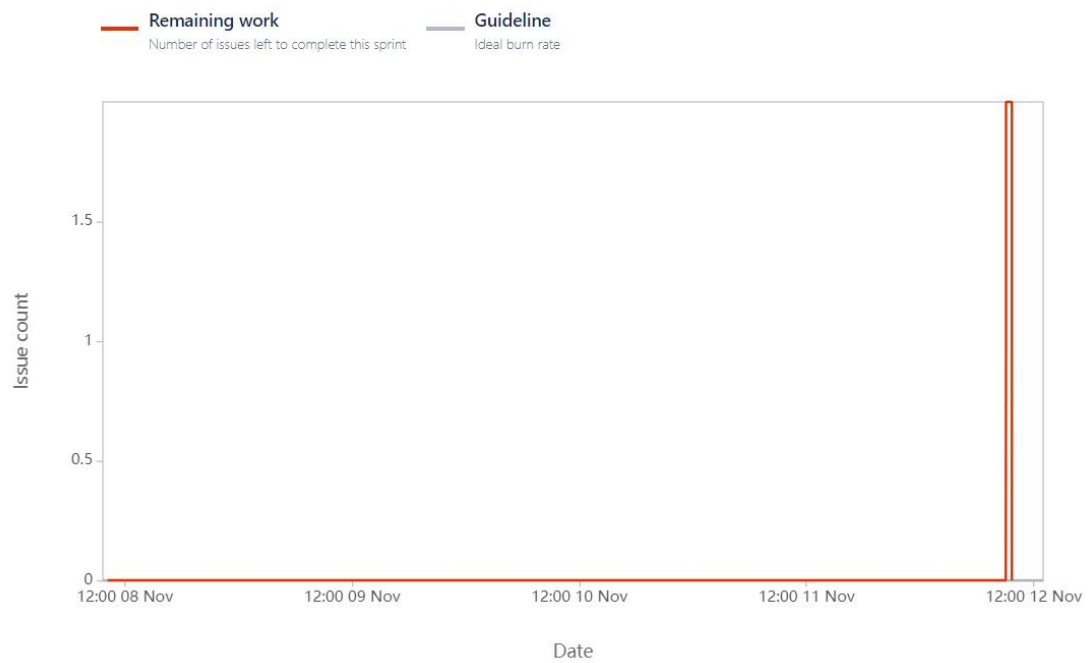 Remaining work
Number of issues left to complete this sprint
Guideline
Ideal burn rate
1.5
1
0.5
0
Issue count
12:00 08 Nov
12:00 09 Nov
12:00 10 Nov
12:00 11 Nov
12:00 12 Nov
Date